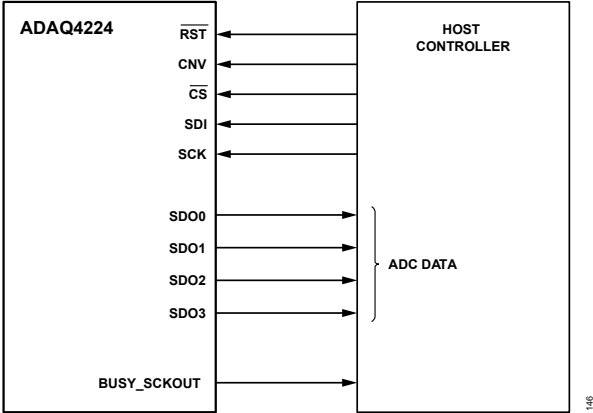 ADAQ4224
RST
CNV
CS
SDI
SCK
SDO0
SDO1
SDO2
SDO3
BUSY_SCKOUT
HOST
CONTROLLER
ADC DATA
146